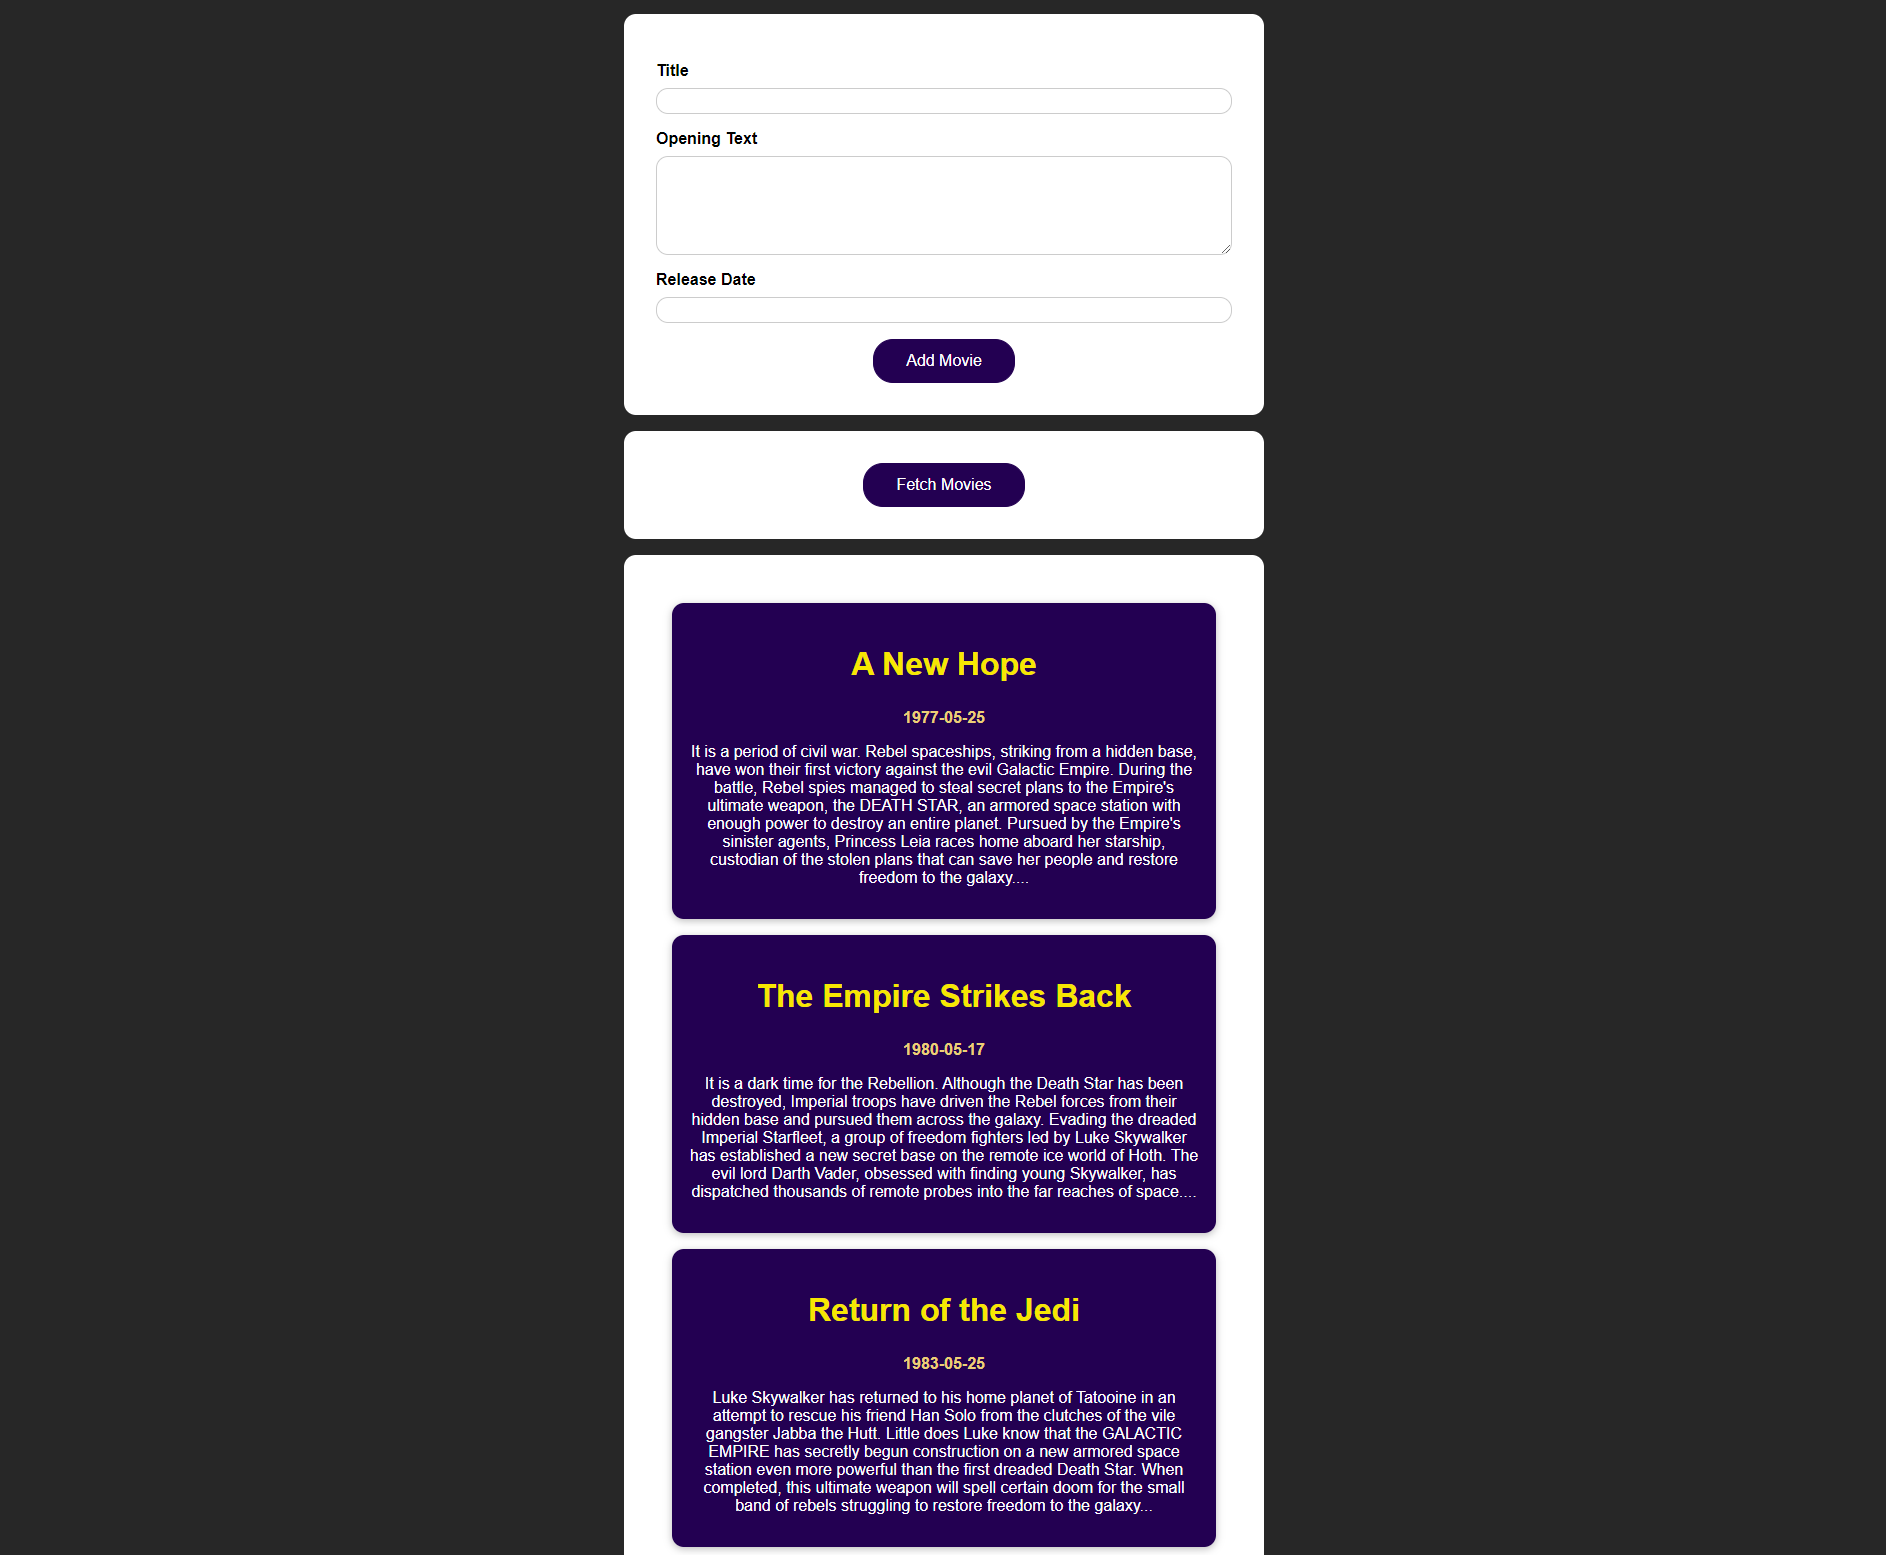 Title
Opening Text
Release Date
Add Movie
Fetch Movies
A New Hope
1977-05-25
It is a period of civil war. Rebel spaceships, striking from a hidden base,
have won their first victory against the evil Galactic Empire. During the
battle, Rebel spies managed to steal secret plans to the Empire's
ultimate weapon, the DEATH STAR, an armored space station with
enough power to destroy an entire planet. Pursued by the Empire's
sinister agents, Princess Leia races home aboard her starship,
custodian of the stolen plans that can save her people and restore
freedom to the galaxy....
The Empire Strikes Back
1980-05-17
It is a dark time for the Rebellion. Although the Death Star has been
destroyed, Imperial troops have driven the Rebel forces from their
hidden base and pursued them across the galaxy. Evading the dreaded
Imperial Starfleet, a group of freedom fighters led by Luke Skywalker
has established a new secret base on the remote ice world of Hoth. The
evil lord Darth Vader, obsessed with finding young Skywalker, has
dispatched thousands of remote probes into the far reaches of space....
Return of the Jedi
1983-05-25
Luke Skywalker has returned to his home planet of Tatooine in an
attempt to rescue his friend Han Solo from the clutches of the vile
gangster Jabba the Hutt. Little does Luke know that the GALACTIC
EMPIRE has secretly begun construction on a new armored space
station even more powerful than the first dreaded Death Star. When
completed, this ultimate weapon will spell certain doom for the small
band of rebels struggling to restore freedom to the galaxy...